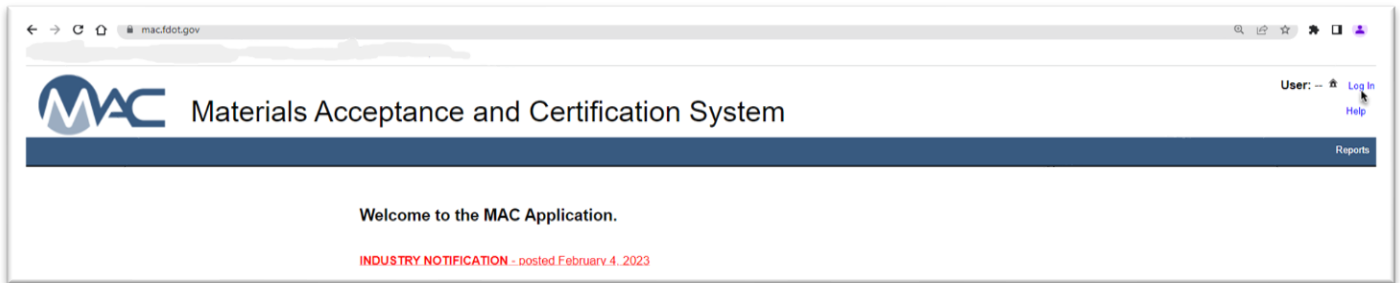 mac.fdot.gov
User: -- Log In
MAC Materials Acceptance and Certification System
Help
Reports
Welcome to the MAC Application.
INDUSTRY NOTIFICATION - posted February 4, 2023